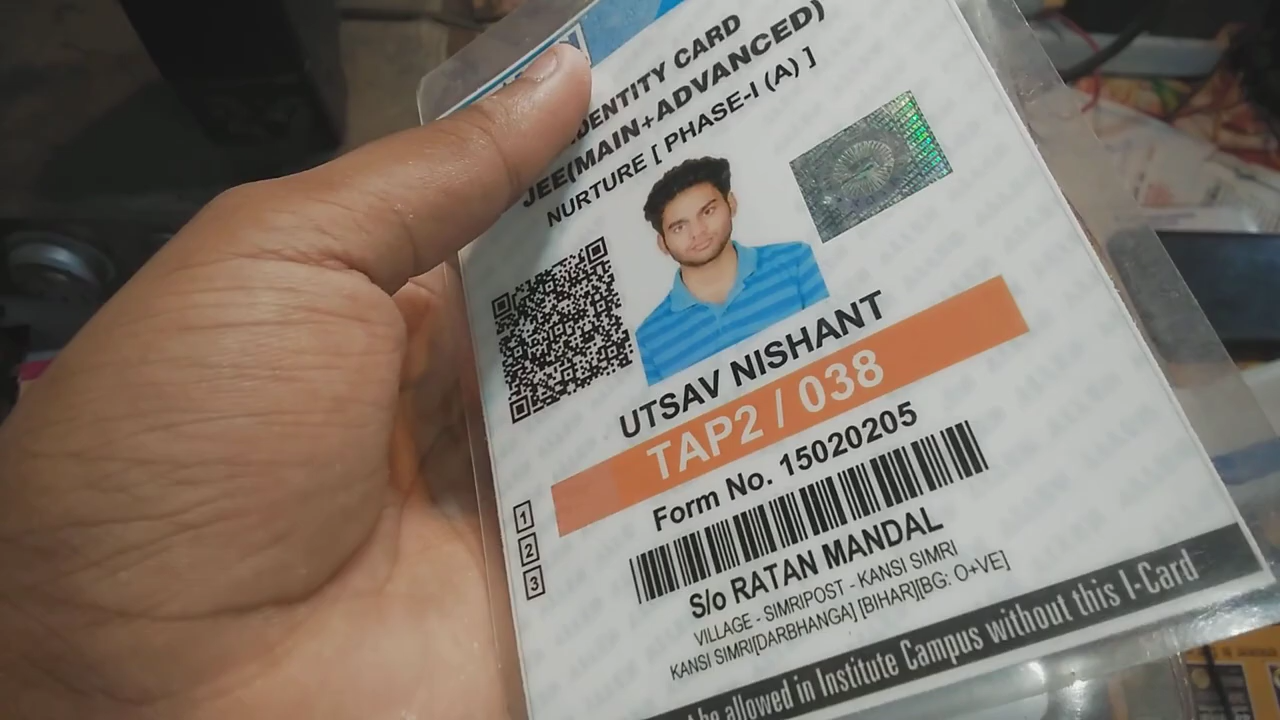 IDENTITY CARD
JEE(MAIN+ADVANCED)
NURTURE [ PHASE-I (A) ]
UTSAV NISHANT
TAP2 / 038
Form No. 15020205
1
2
3
S/o RATAN MANDAL
VILLAGE - SIMRIPOST - KANSI SIMRI
KANSI SIMRI[DARBHANGA] [BIHAR][BG: O+VE]
be allowed in Institute Campus without this I-Card